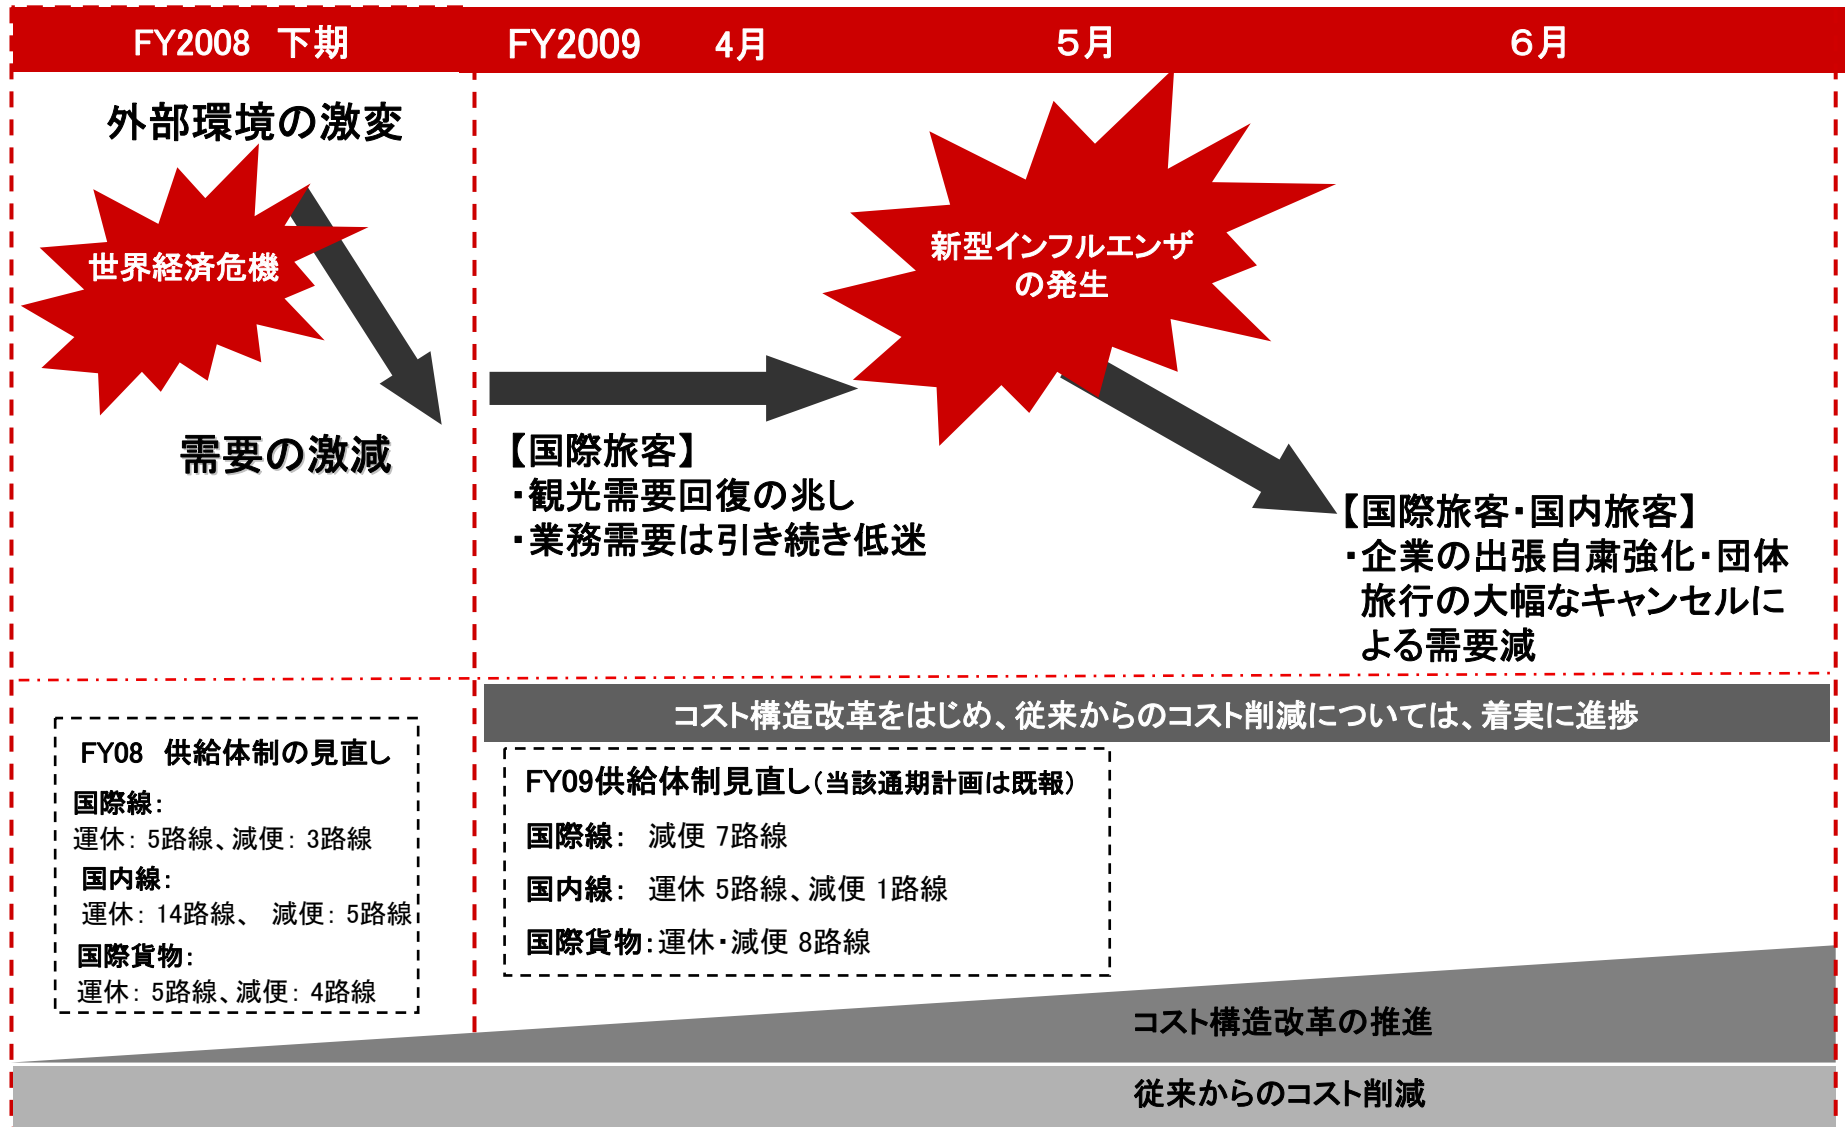 FY2008 下期
FY2009 4月 5月 6月
外部環境の激変
世界経済危機
需要の激減
新型インフルエンザ
の発生
【国際旅客】
・観光需要回復の兆し
・業務需要は引き続き低迷
【国際旅客・国内旅客】
・企業の出張自粛強化・団体
旅行の大幅なキャンセルに
よる需要減
コスト構造改革をはじめ、従来からのコスト削減については、着実に進捗
FY08 供給体制の見直し
国際線：
運休： 5路線、減便： 3路線
国内線：
運休： 14路線、 減便： 5路線
国際貨物：
運休： 5路線、減便： 4路線
FY09供給体制見直し（当該通期計画は既報）
国際線： 減便 7路線
国内線： 運休 5路線、減便 1路線
国際貨物：運休・減便 8路線
コスト構造改革の推進
従来からのコスト削減